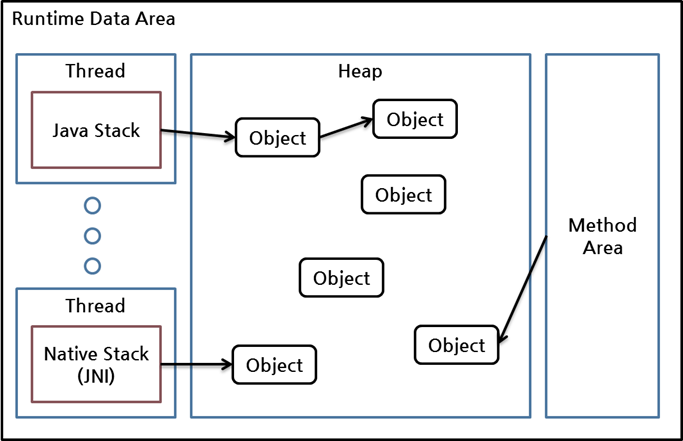 Runtime Data Area
Thread
Java Stack
Thread
Native Stack
(JNI)
Heap
Object
Object
Object
Object
Object
Object
Method
Area